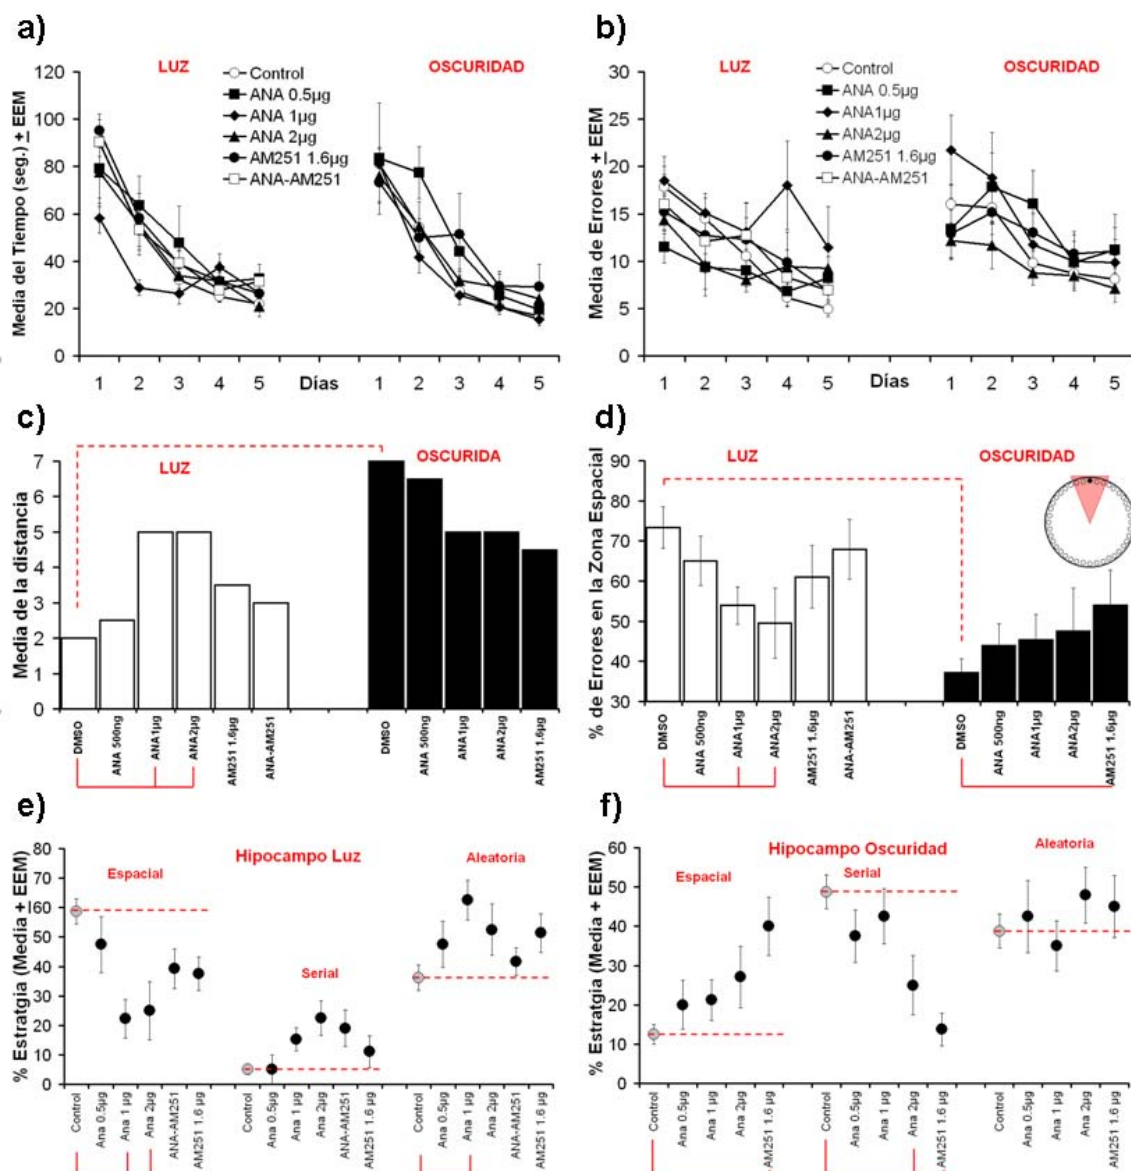 a)
LUZ
OSCURIDAD
Control
ANA 0.5µg
ANA 1µg
ANA 2µg
AM251 1.6µg
ANA-AM251
Media del Tiempo (seg.) ± EEM
120
100
80
60
40
20
0
1 2 3 4 5 Días 1 2 3 4 5
b)
LUZ
OSCURIDAD
Control
ANA 0.5µg
ANA1µg
ANA2µg
AM251 1.6µg
ANA-AM251
Media de Errores ± EEM
30
25
20
15
10
5
0
1 2 3 4 5 Días 1 2 3 4 5
c)
LUZ
OSCURIDA
Media de la distancia
7
6
5
4
3
2
1
0
DMSO
ANA 500ng
ANA1µg
ANA2µg
AM251 1.6µg
ANA-AM251
DMSO
ANA 500ng
ANA1µg
ANA2µg
AM251 1.6µg
d)
LUZ
OSCURIDAD
% de Errores en la Zona Espacial
90
80
70
60
50
40
30
DMSO
ANA 500ng
ANA1µg
ANA2µg
AM251 1.6µg
ANA-AM251
DMSO
ANA 500ng
ANA1µg
ANA2µg
AM251 1.6µg
e)
Hipocampo Luz
Espacial
Serial
Aleatoria
% Estratgia (Media + EEM)
80
70
60
50
40
30
20
10
0
Control
Ana 0.5µg
Ana 1 µg
Ana 2µg
ANA-AM251
AM251 1.6 µg
Control
Ana 0.5µg
Ana 1 µg
Ana 2µg
ANA-AM251
AM251 1.6 µg
Control
Ana 0.5µg
Ana 1 µg
Ana 2µg
ANA-AM251
AM251 1.6 µg
f)
Hipocampo Oscuridad
Espacial
Serial
Aleatoria
% Estratgia (Media + EEM)
60
50
40
30
20
10
0
Control
Ana 0.5µg
Ana 1 µg
Ana 2µg
AM251 1.6 µg
Control
Ana 0.5µg
Ana 1 µg
Ana 2µg
AM251 1.6µg
Control
Ana 0.5µg
Ana 1µg
Ana 2 µg
AM251 1.6 µg